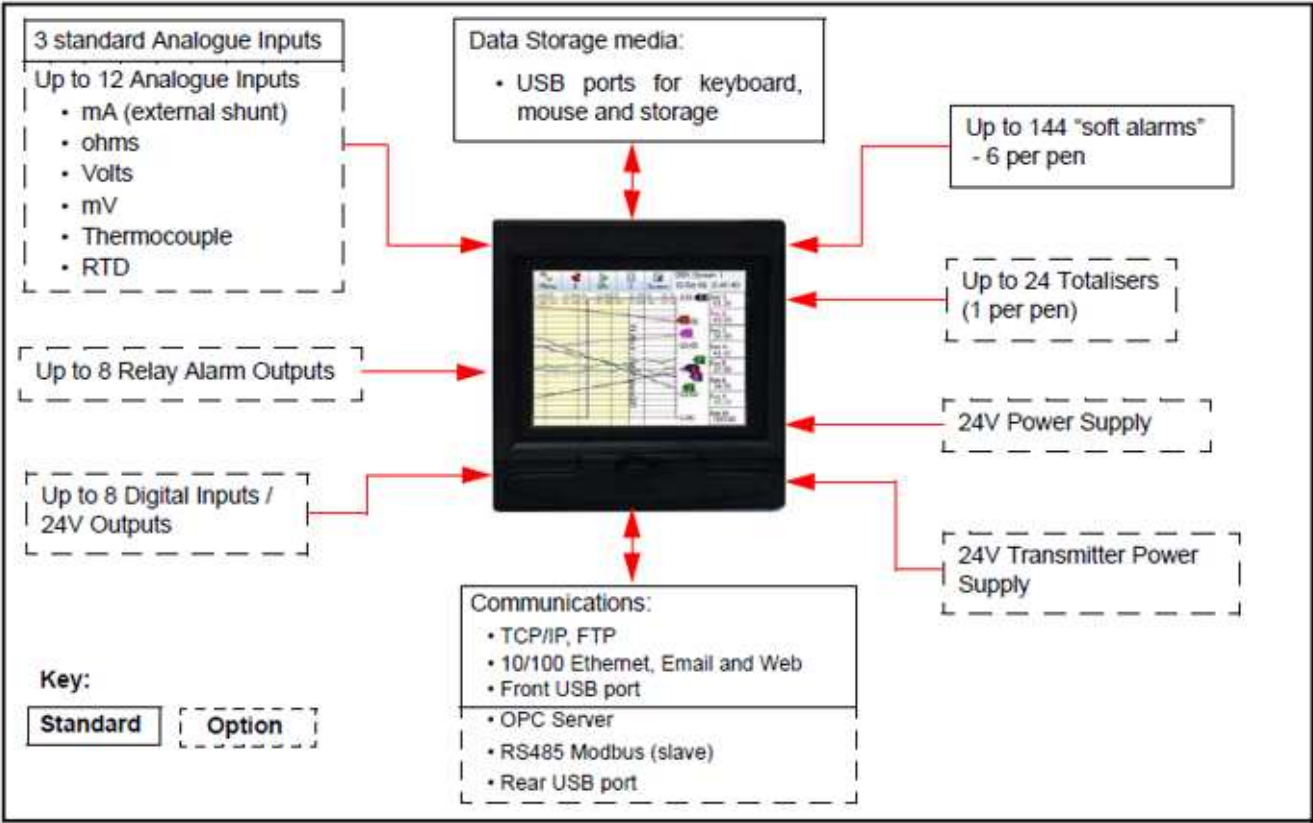 3 standard Analogue Inputs
Up to 12 Analogue Inputs
• mA (external shunt)
• ohms
• Volts
• mV
• Thermocouple
• RTD
Up to 8 Relay Alarm Outputs
Up to 8 Digital Inputs /
24V Outputs
Data Storage media:
• USB ports for keyboard,
mouse and storage
Up to 144 “soft alarms”
- 6 per pen
Up to 24 Totalisers
(1 per pen)
24V Power Supply
24V Transmitter Power
Supply
Communications:
• TCP/IP, FTP
• 10/100 Ethernet, Email and Web
• Front USB port
• OPC Server
• RS485 Modbus (slave)
• Rear USB port
Key:
Standard
Option